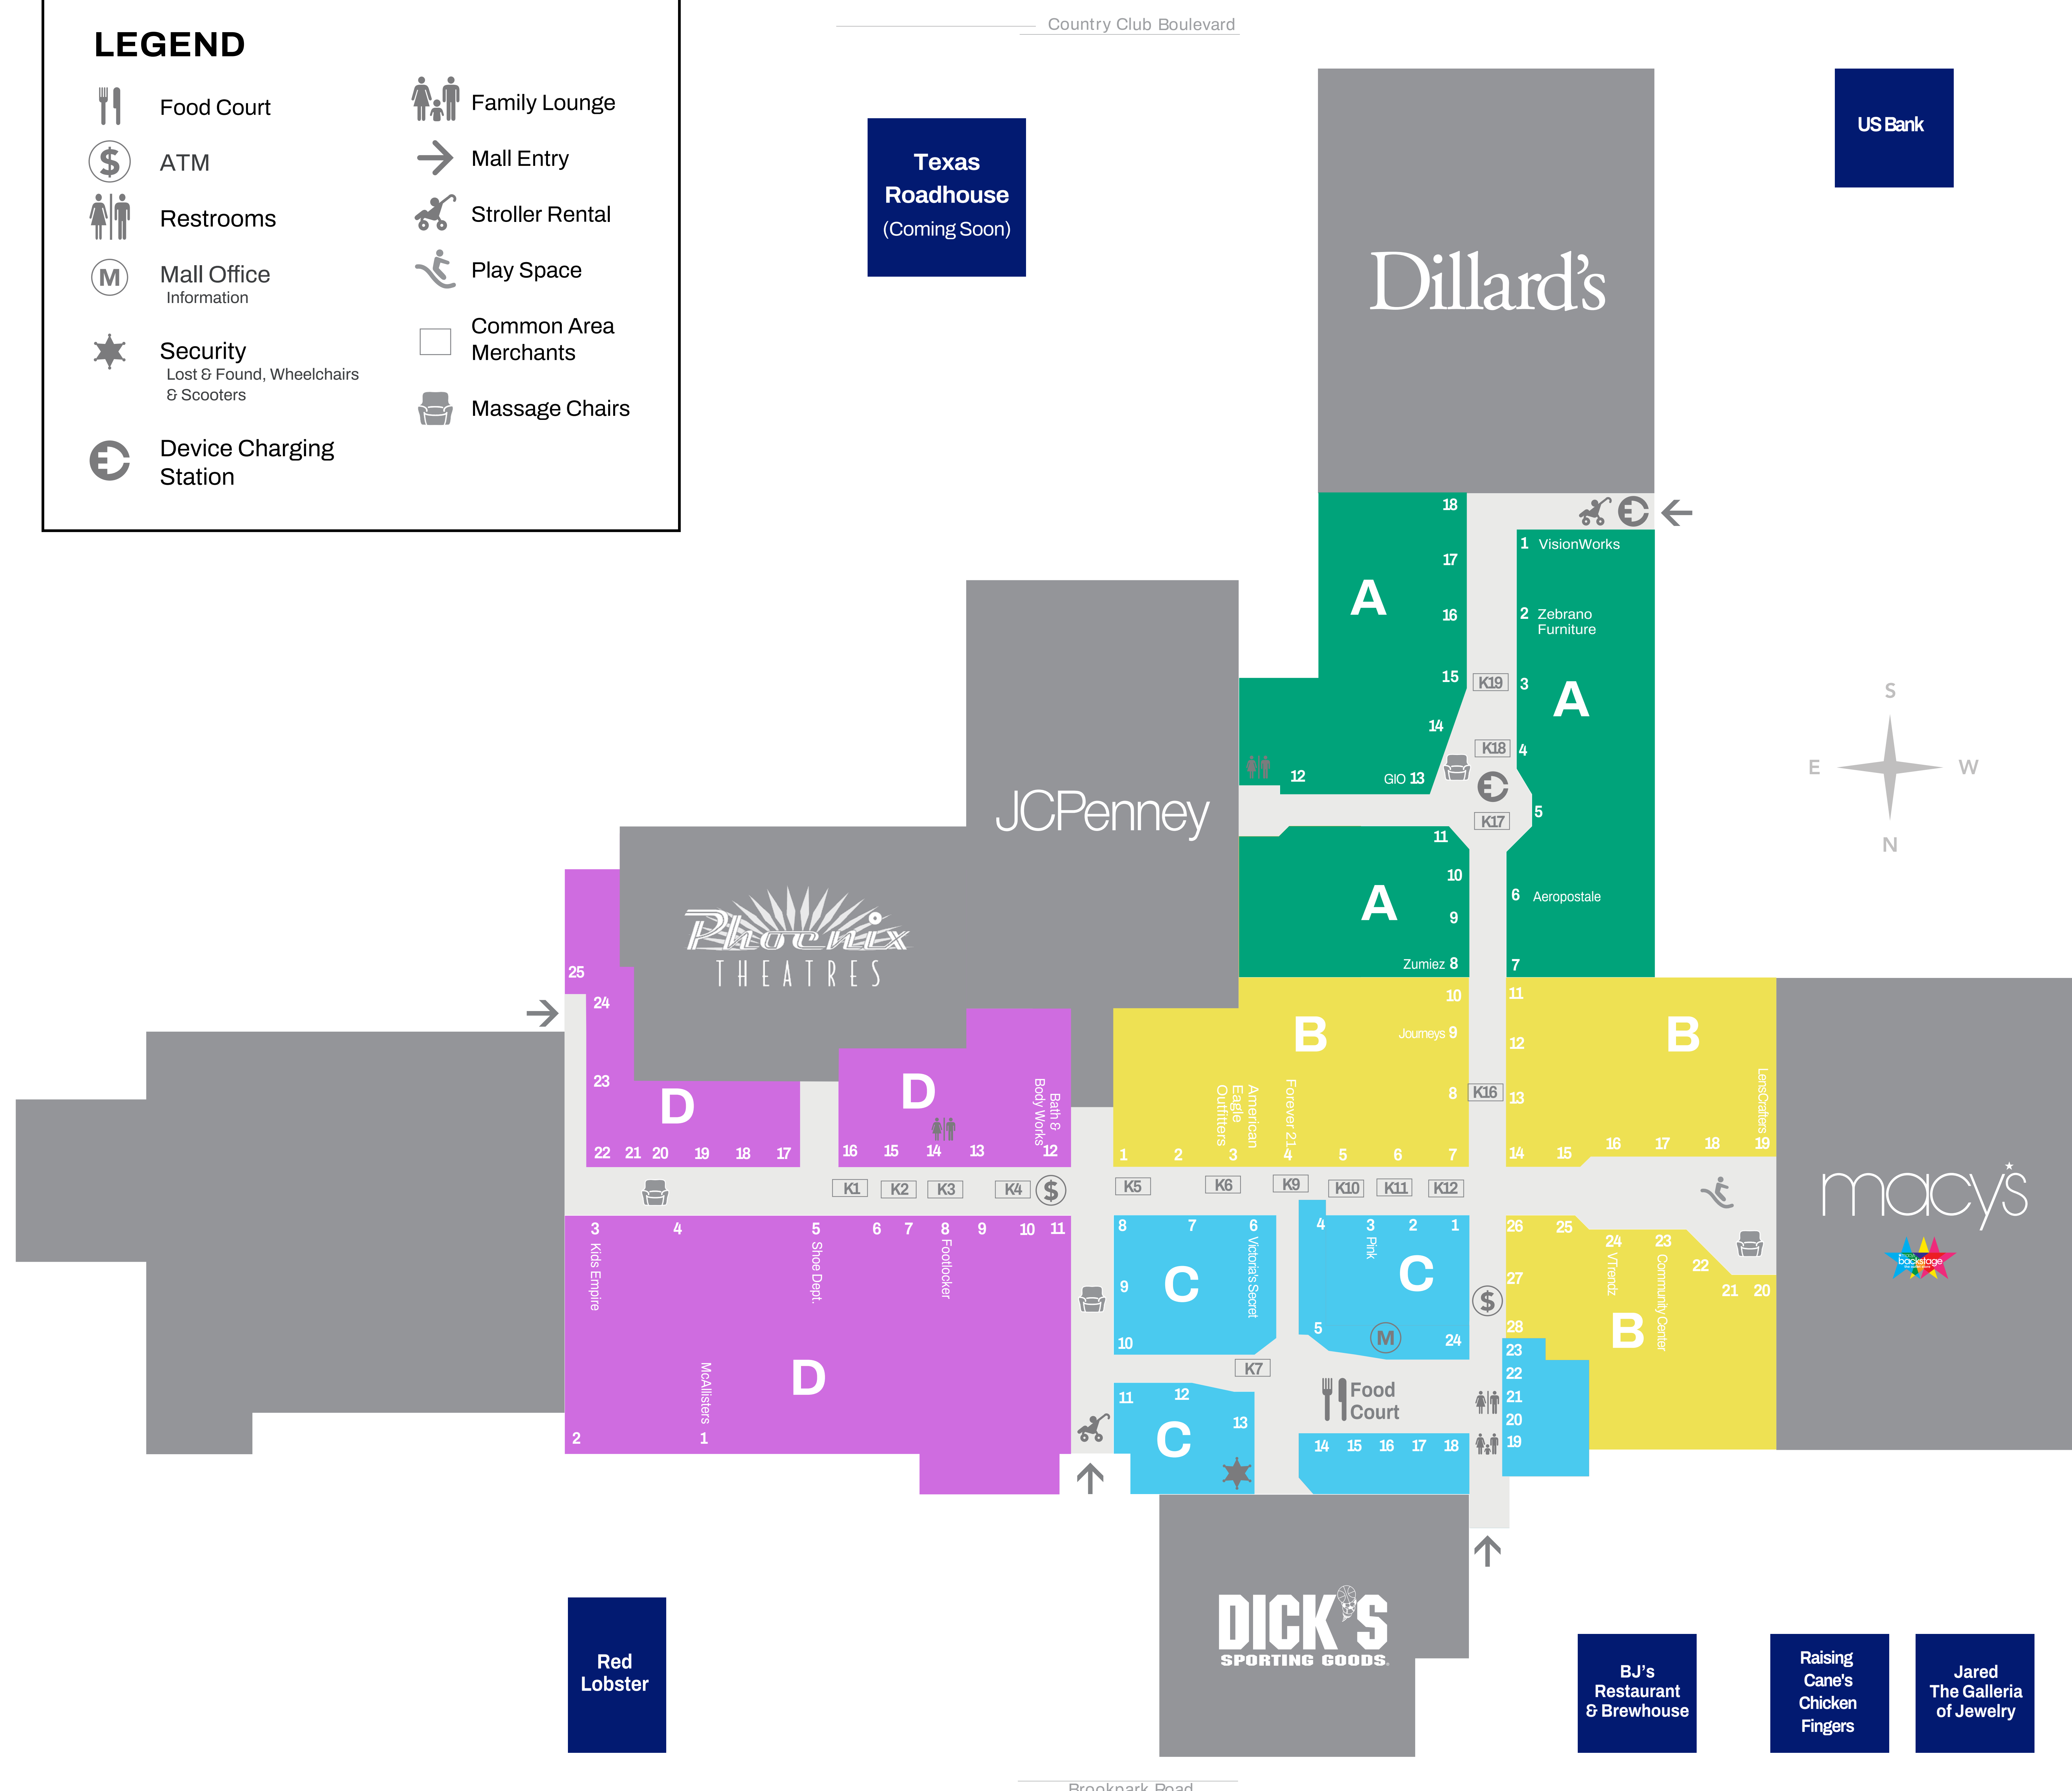 Country Club Boulevard
LEGEND
Food Court
ATM
Restrooms
Mall Office
Information
Security
Lost & Found, Wheelchairs
& Scooters
Device Charging
Station
Family Lounge
Mall Entry
Stroller Rental
Play Space
Common Area
Merchants
Massage Chairs
Texas
Roadhouse
(Coming Soon)
Dillard's
US Bank
18
17
16
15
14
GIO 13
12
A
1 VisionWorks
2 Zebrano
Furniture
3
A
4
5
6 Aeropostale
7
K19
K18
K17
11
10
9
Zumiez 8
A
S
E
W
N
JCPenney
Phoenix
THEATRES
25
24
23
22
21
20
19
18
17
D
16
15
14
13
12
D
Bath &
Body Works
10
Journeys 9
8
B
American
Eagle
Outfitters
Forever 21
1
2
3
4
5
6
7
K16
11
12
13
14
15
16
17
18
19
B
LensCrafters
macy's
backstage
K1
K2
K3
K4
$
K5
K6
K9
K10
K11
K12
3
Kids Empire
4
5
Shoe Dept.
6
7
8
Footlocker
9
10
11
D
McAllisters
2
1
8
7
6
Victoria's Secret
9
C
10
4
3
Pink
2
1
C
5
M
24
$
26
25
24
VTrendz
23
Community Center
22
21
20
27
28
B
23
22
21
20
19
K7
Food
Court
11
12
13
C
14
15
16
17
18
DICK'S
SPORTING GOODS
Red
Lobster
BJ's
Restaurant
& Brewhouse
Raising
Cane's
Chicken
Fingers
Jared
The Galleria
of Jewelry
Brookpark Road